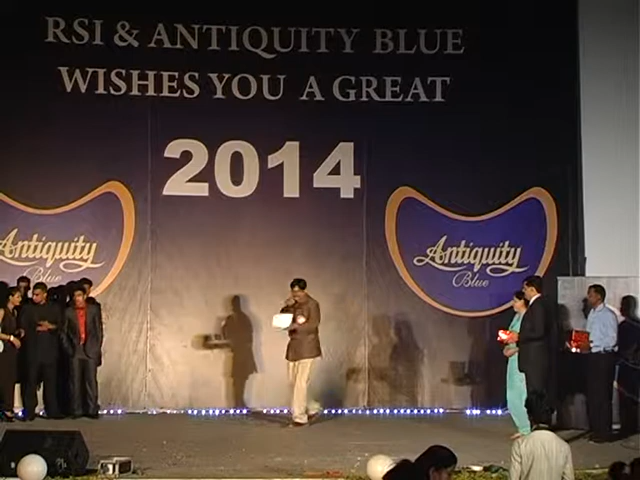 RSI & ANTIQUITY BLUE
WISHES YOU A GREAT
2014
Antiquity
Blue
Antiquity
Blue